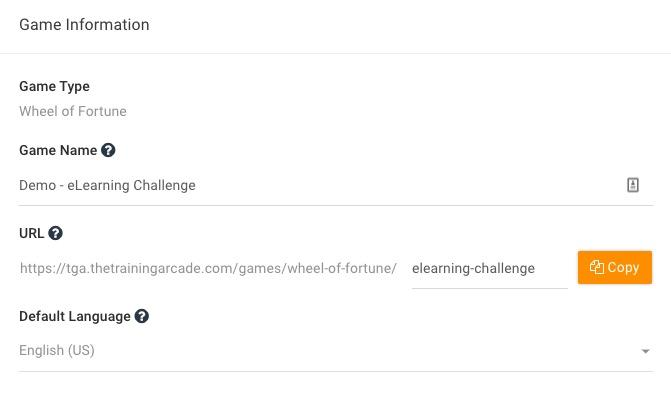 Game Information
Game Type
Wheel of Fortune
Game Name ?
Demo - eLearning Challenge
URL ?
https://tga.thetrainingarcade.com/games/wheel-of-fortune/ elearning-challenge Copy
Default Language ?
English (US)